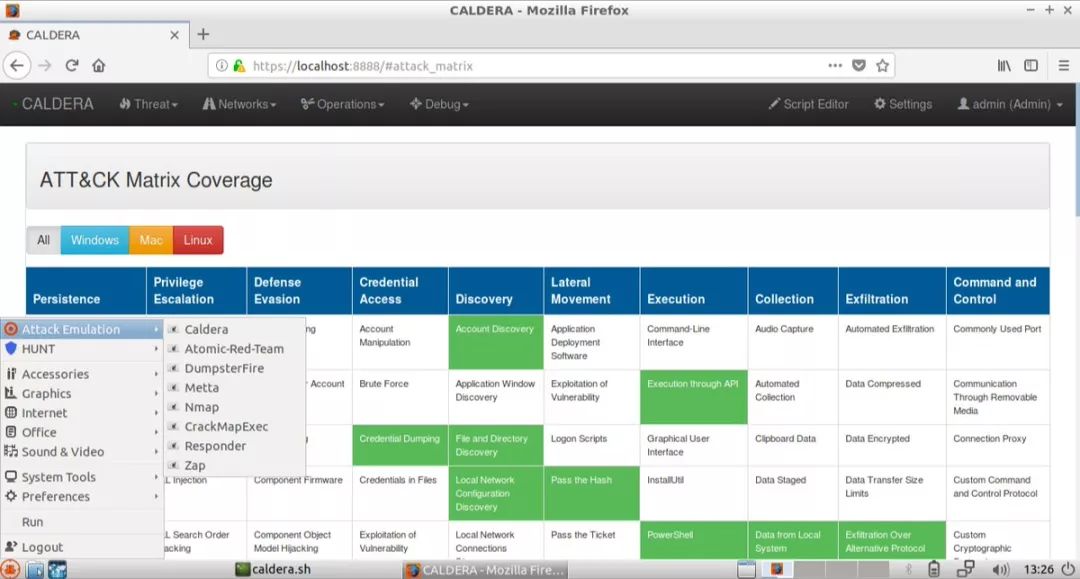 CALDERA - Mozilla Firefox
CALDERA
https://localhost:8888/#attack_matrix
CALDERA Threat Networks Operations Debug Script Editor Settings admin (Admin)
ATT&CK Matrix Coverage
All Windows Mac Linux
Persistence
Privilege
Escalation
Defense
Evasion
Credential
Access
Discovery
Lateral
Movement
Execution
Collection
Exfiltration
Command and
Control
Account
Manipulation
Account Discovery
Application
Deployment
Software
Command-Line
Interface
Audio Capture
Automated Exfiltration
Commonly Used Port
Account
Brute Force
Application Window
Discovery
Exploitation of
Vulnerability
Execution through API
Automated
Collection
Data Compressed
Communication
Through Removable
Media
Credential Dumping
File and Directory
Discovery
Logon Scripts
Graphical User
Interface
Clipboard Data
Data Encrypted
Connection Proxy
Injection
Component Firmware
Credentials in Files
Local Network
Configuration
Discovery
Pass the Hash
InstallUtil
Data Staged
Data Transfer Size
Limits
Custom Command
and Control Protocol
Search Order
Component Object
Model Hijacking
Exploitation of
Vulnerability
Local Network
Connections
Pass the Ticket
PowerShell
Data from Local
System
Exfiltration Over
Alternative Protocol
Custom
Cryptographic
Attack Emulation
HUNT
Accessories
Graphics
Internet
Office
Sound & Video
System Tools
Preferences
Run
Logout
Caldera
Atomic-Red-Team
DumpsterFire
Metta
Nmap
CrackMapExec
Responder
Zap
caldera.sh
CALDERA - Mozilla Fire...
13:26